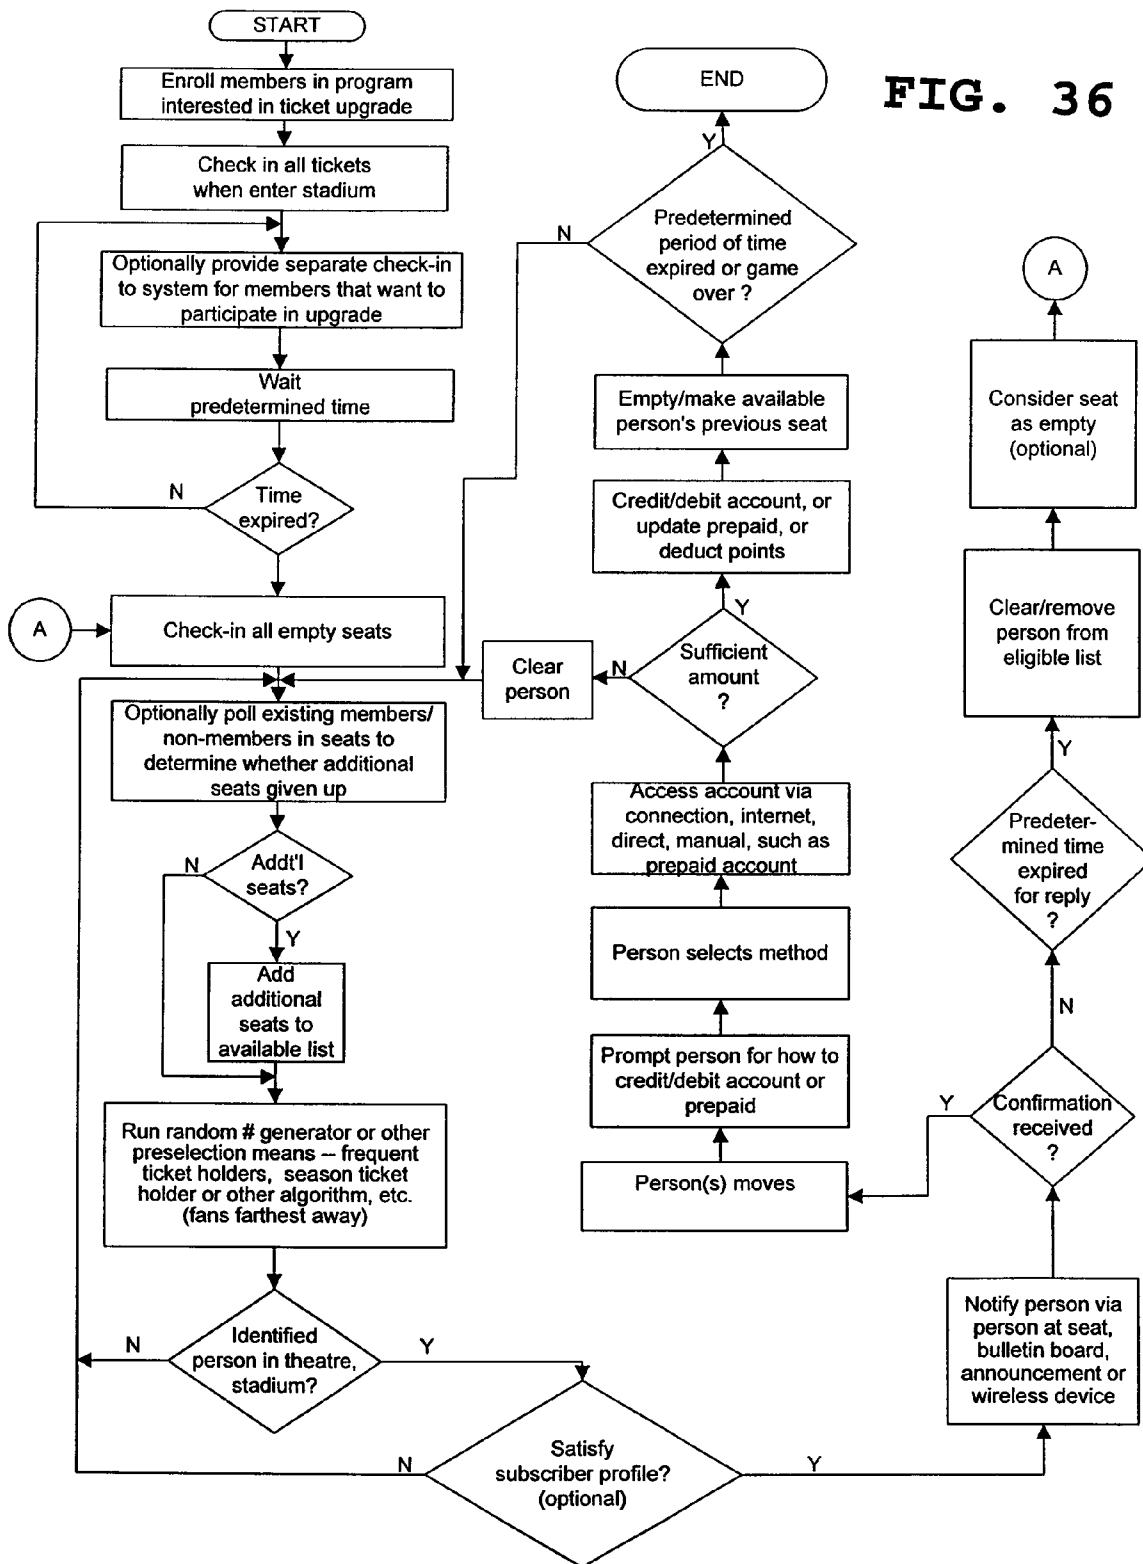 START
Enroll members in program
interested in ticket upgrade
Check in all tickets
when enter stadium
Optionally provide separate check-in
to system for members that want to
participate in upgrade
Wait
predetermined time
N
Time
expired?
A
Check-in all empty seats
Optionally poll existing members/
non-members in seats to
determine whether additional
seats given up
N
Addt'l
seats?
Y
Add
additional
seats to
available list
Run random # generator or other
preselection means -- frequent
ticket holders, season ticket
holder or other algorithm, etc.
(fans farthest away)
N
Identified
person in theatre,
stadium?
Y
N
Satisfy
subscriber profile?
(optional)
Y
END
Y
N
Predetermined
period of time
expired or game
over ?
Empty/make available
person's previous seat
Credit/debit account, or
update prepaid, or
deduct points
Y
Clear
person
N
Sufficient
amount
?
Access account via
connection, internet,
direct, manual, such as
prepaid account
Person selects method
Prompt person for how to
credit/debit account or
prepaid
Person(s) moves
FIG. 36
A
Consider seat
as empty
(optional)
Clear/remove
person from
eligible list
Y
Predeter-
mined time
expired
for reply
?
N
Y
Confirmation
received
?
Notify person via
person at seat,
bulletin board,
announcement or
wireless device